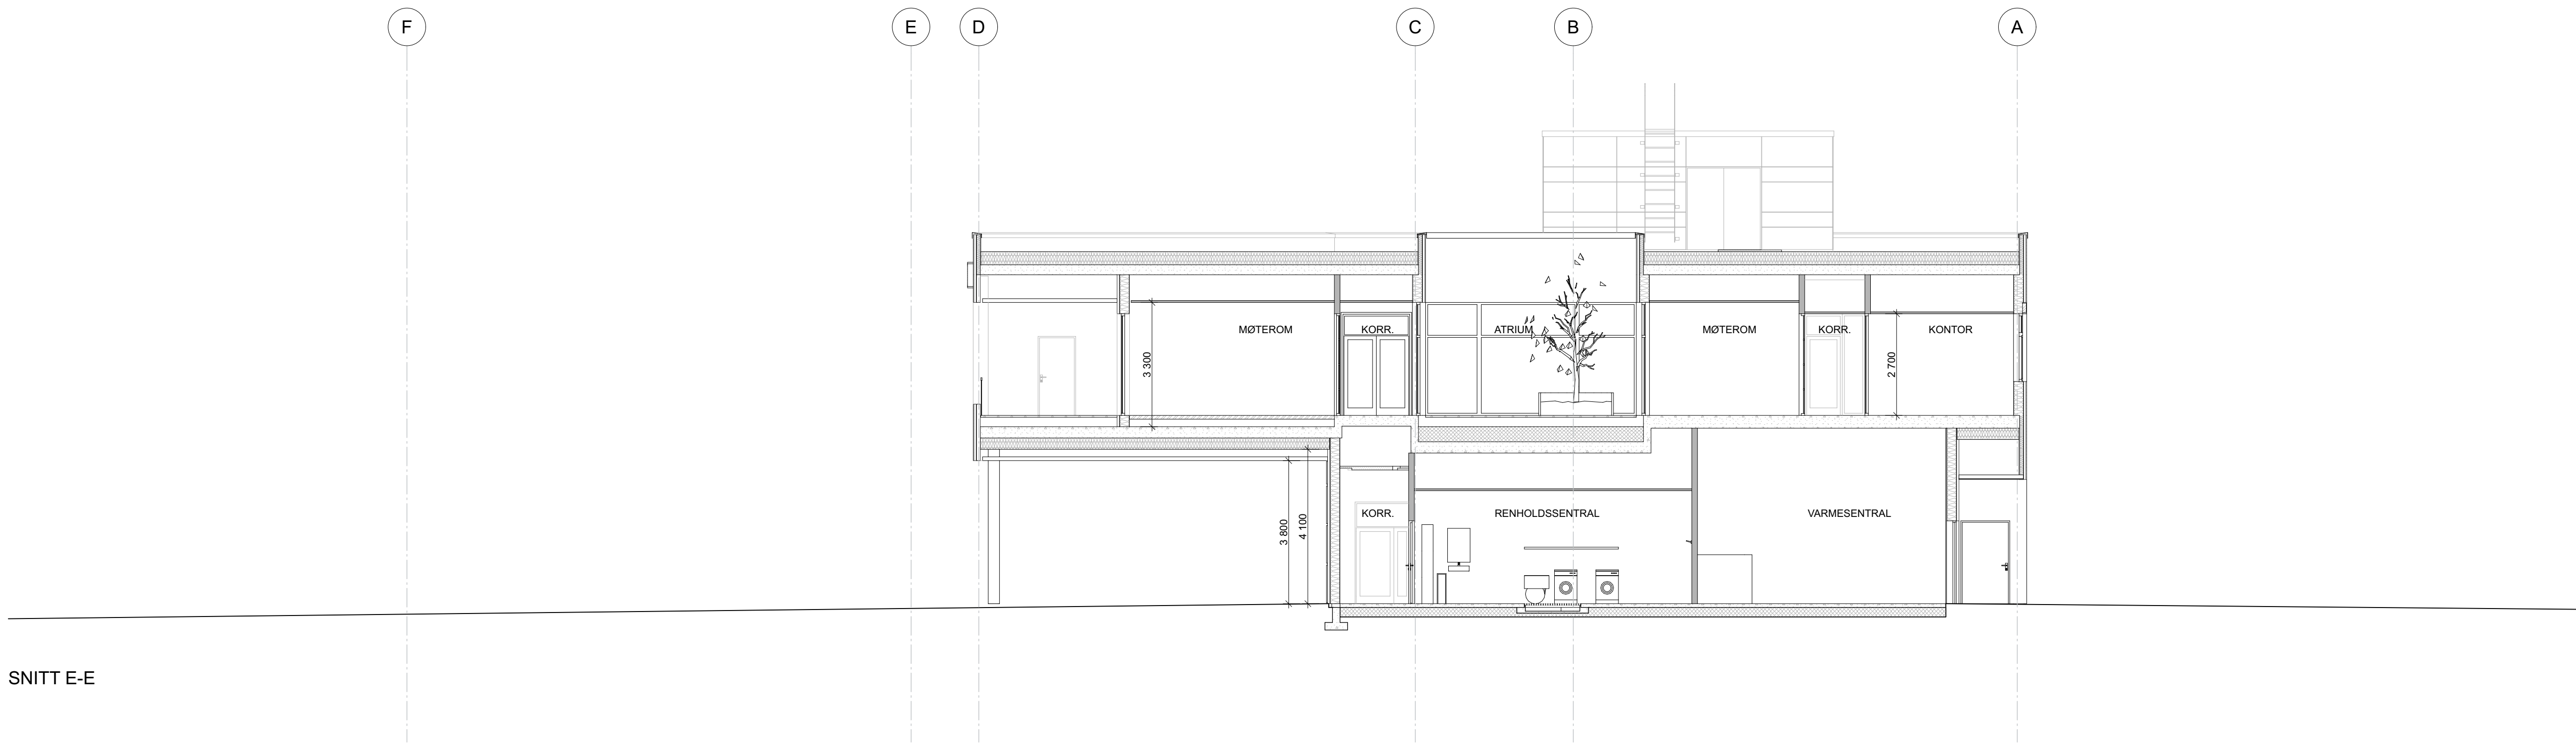 F
E
D
C
B
A
MØTEROM
KORR.
ATRIUM
MØTEROM
KORR.
KONTOR
3 300
2 700
KORR.
RENHOLDSSENTRAL
VARMESENTRAL
3 800
4 100
SNITT E-E